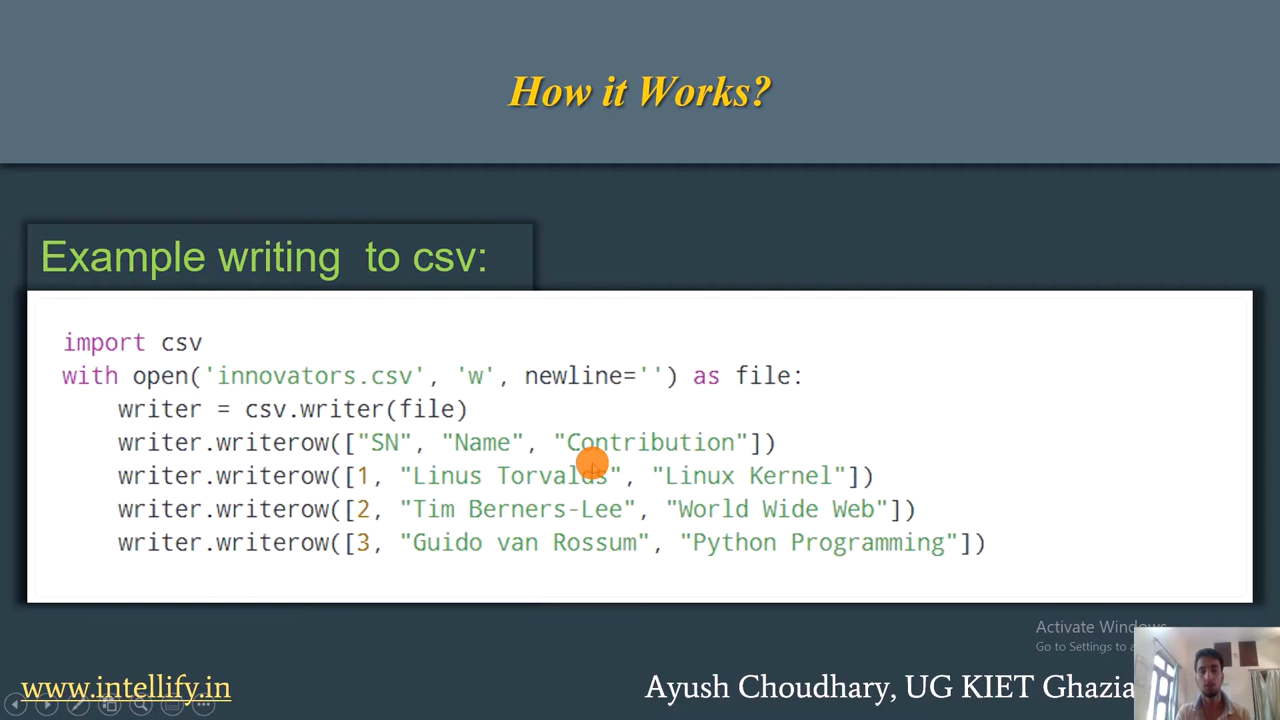 How it Works?
Example writing to csv:
import csv
with open('innovators.csv', 'w', newline='') as file:
    writer = csv.writer(file)
    writer.writerow(["SN", "Name", "Contribution"])
    writer.writerow([1, "Linus Torvalds", "Linux Kernel"])
    writer.writerow([2, "Tim Berners-Lee", "World Wide Web"])
    writer.writerow([3, "Guido van Rossum", "Python Programming"])
Activate Windows
Go to Settings to
www.intellify.in
Ayush Choudhary, UG KIET Ghazia